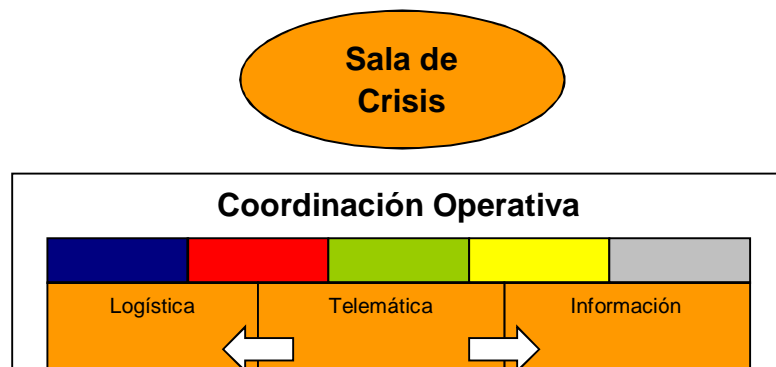 Sala de
Crisis
Coordinación Operativa
Logística
Telemática
Información